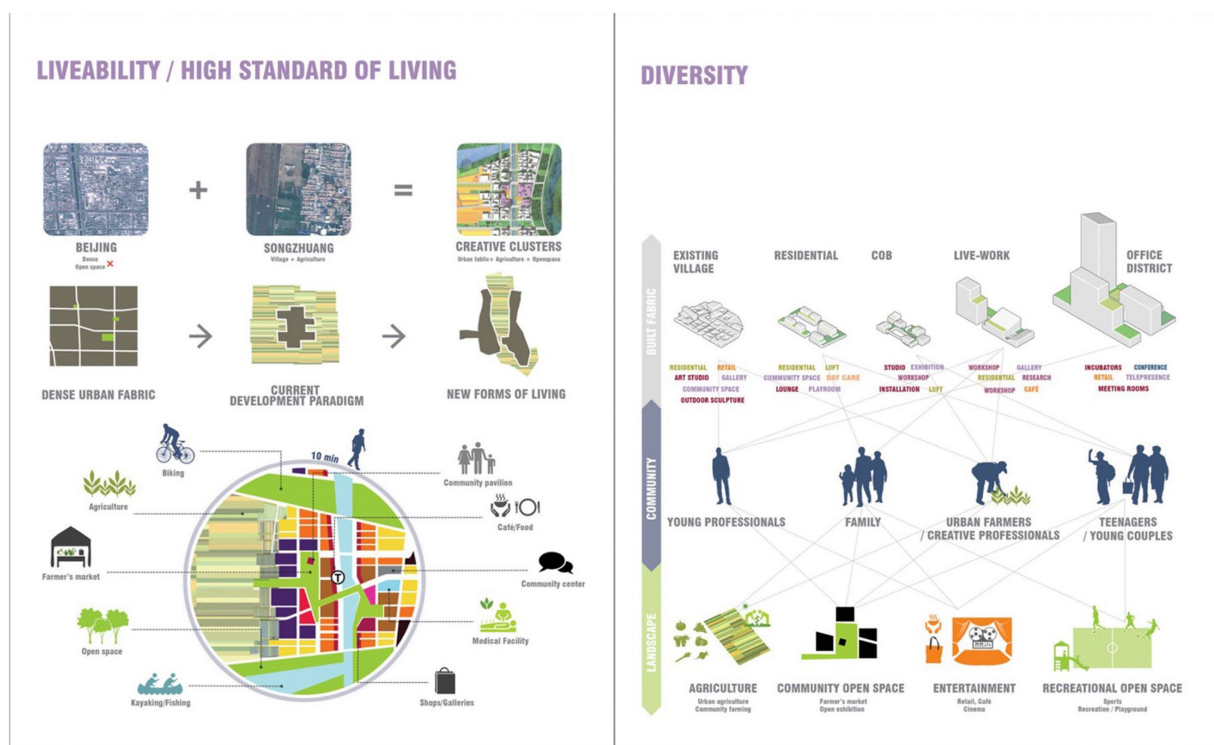 LIVEABILITY / HIGH STANDARD OF LIVING
+
=
BEIJING
Dense
Open space
SONGZHUANG
Village + Agriculture
CREATIVE CLUSTERS
Urban fablic + Agriculture + Openspace
DENSE URBAN FABRIC
CURRENT
DEVELOPMENT PARADIGM
NEW FORMS OF LIVING
Biking
10 min
Community pavilion
Agriculture
Café/Food
Farmer's market
T
Community center
Open space
Medical Facility
Kayaking/Fishing
Shops/Galleries
DIVERSITY
BUILT FABRIC
EXISTING
VILLAGE
RESIDENTIAL
COB
LIVE-WORK
OFFICE
DISTRICT
RESIDENTIAL RETAIL
ART STUDIO GALLERY
COMMUNITY SPACE
OUTDOOR SCULPTURE
RESIDENTIAL LOFT
COMMUNITY SPACE DAY CARE
LOUNGE PLAYROOM
STUDIO EXHIBITION
WORKSHOP
INSTALLATION LOFT
WORKSHOP GALLERY
RESIDENTIAL RESEARCH
WORKSHOP CAFÉ
INCUBATORS CONFERENCE
RETAIL TELEPRESENCE
MEETING ROOMS
COMMUNITY
YOUNG PROFESSIONALS
FAMILY
URBAN FARMERS
/ CREATIVE PROFESSIONALS
TEENAGERS
/ YOUNG COUPLES
LANDSCAPE
AGRICULTURE
Urban agriculture
Community farming
COMMUNITY OPEN SPACE
Farmer's market
Open exhibition
ENTERTAINMENT
Retail, Café
Cinema
RECREATIONAL OPEN SPACE
Sports
Recreation / Playground